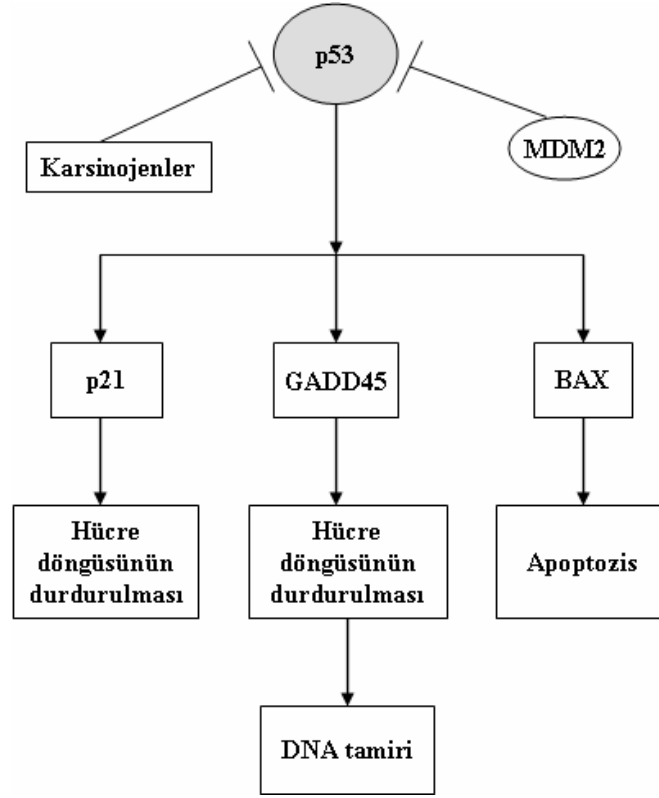 p53
Karsinojenler
MDM2
p21
GADD45
BAX
Hücre
döngüsünün
durdurulması
Hücre
döngüsünün
durdurulması
Apoptozis
DNA tamiri